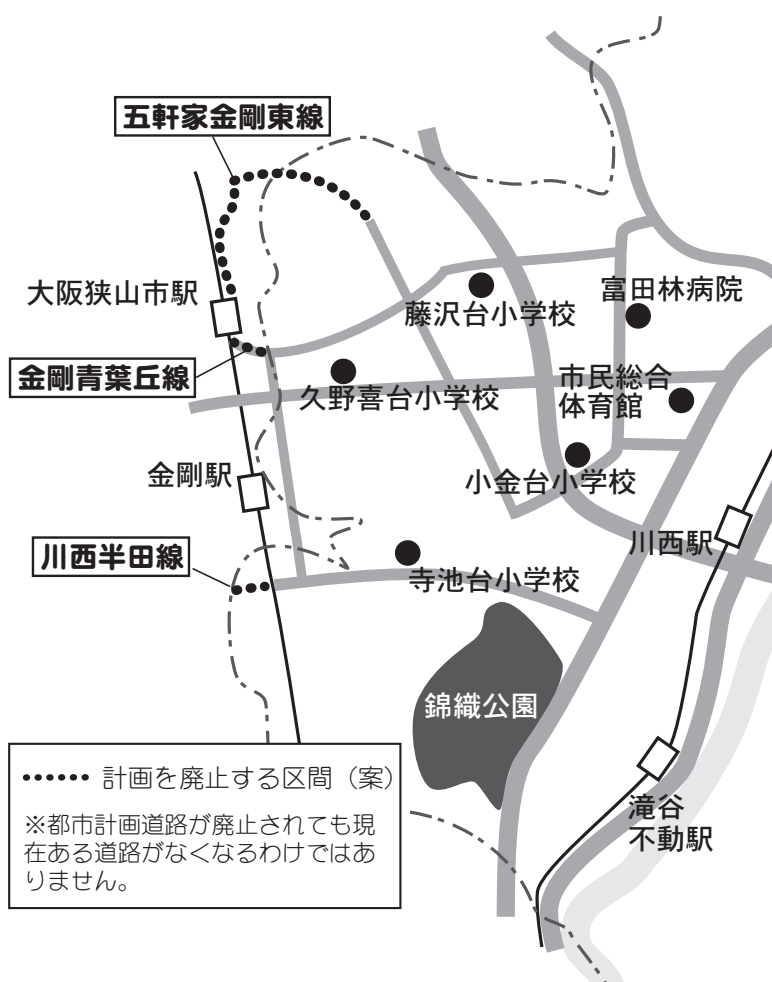 五軒家金剛東線
大阪狭山市駅
藤沢台小学校
富田林病院
金剛青葉丘線
久野喜台小学校
市民総合
体育館
金剛駅
小金台小学校
川西駅
川西半田線
寺池台小学校
錦織公園
計画を廃止する区間（案）
※都市計画道路が廃止されても現
在ある道路がなくなるわけではあ
りません。
滝谷
不動駅